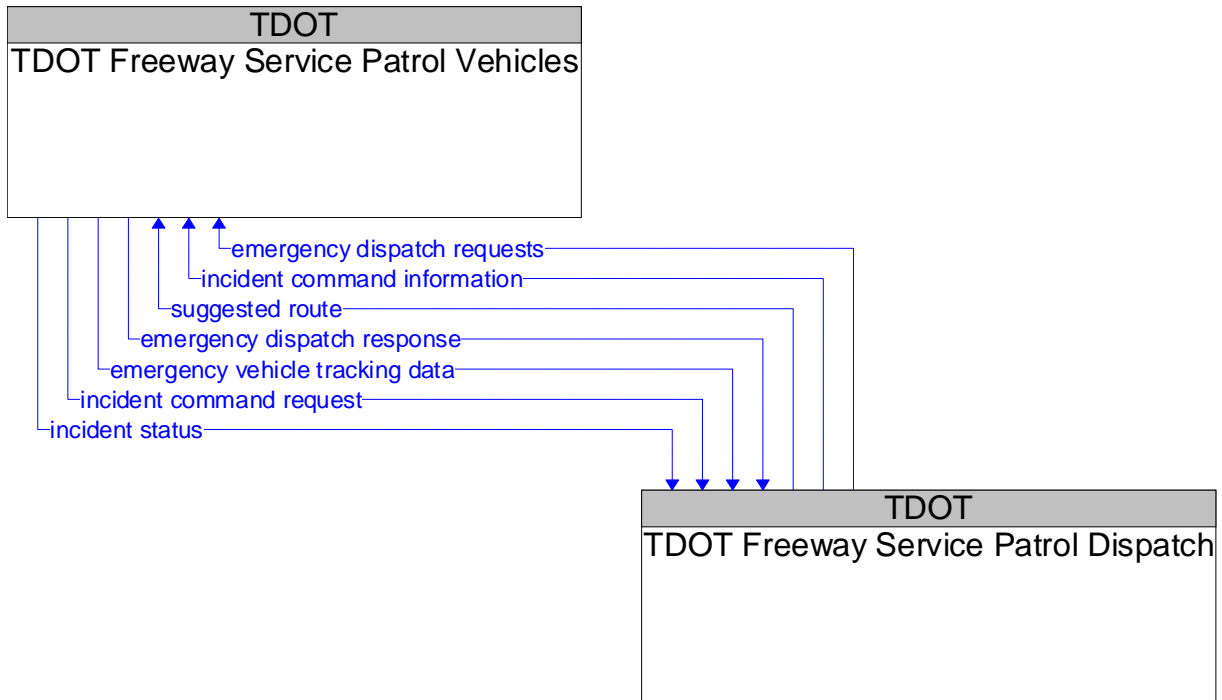 TDOT
TDOT Freeway Service Patrol Vehicles
emergency dispatch requests
incident command information
suggested route
emergency dispatch response
emergency vehicle tracking data
incident command request
incident status
TDOT
TDOT Freeway Service Patrol Dispatch